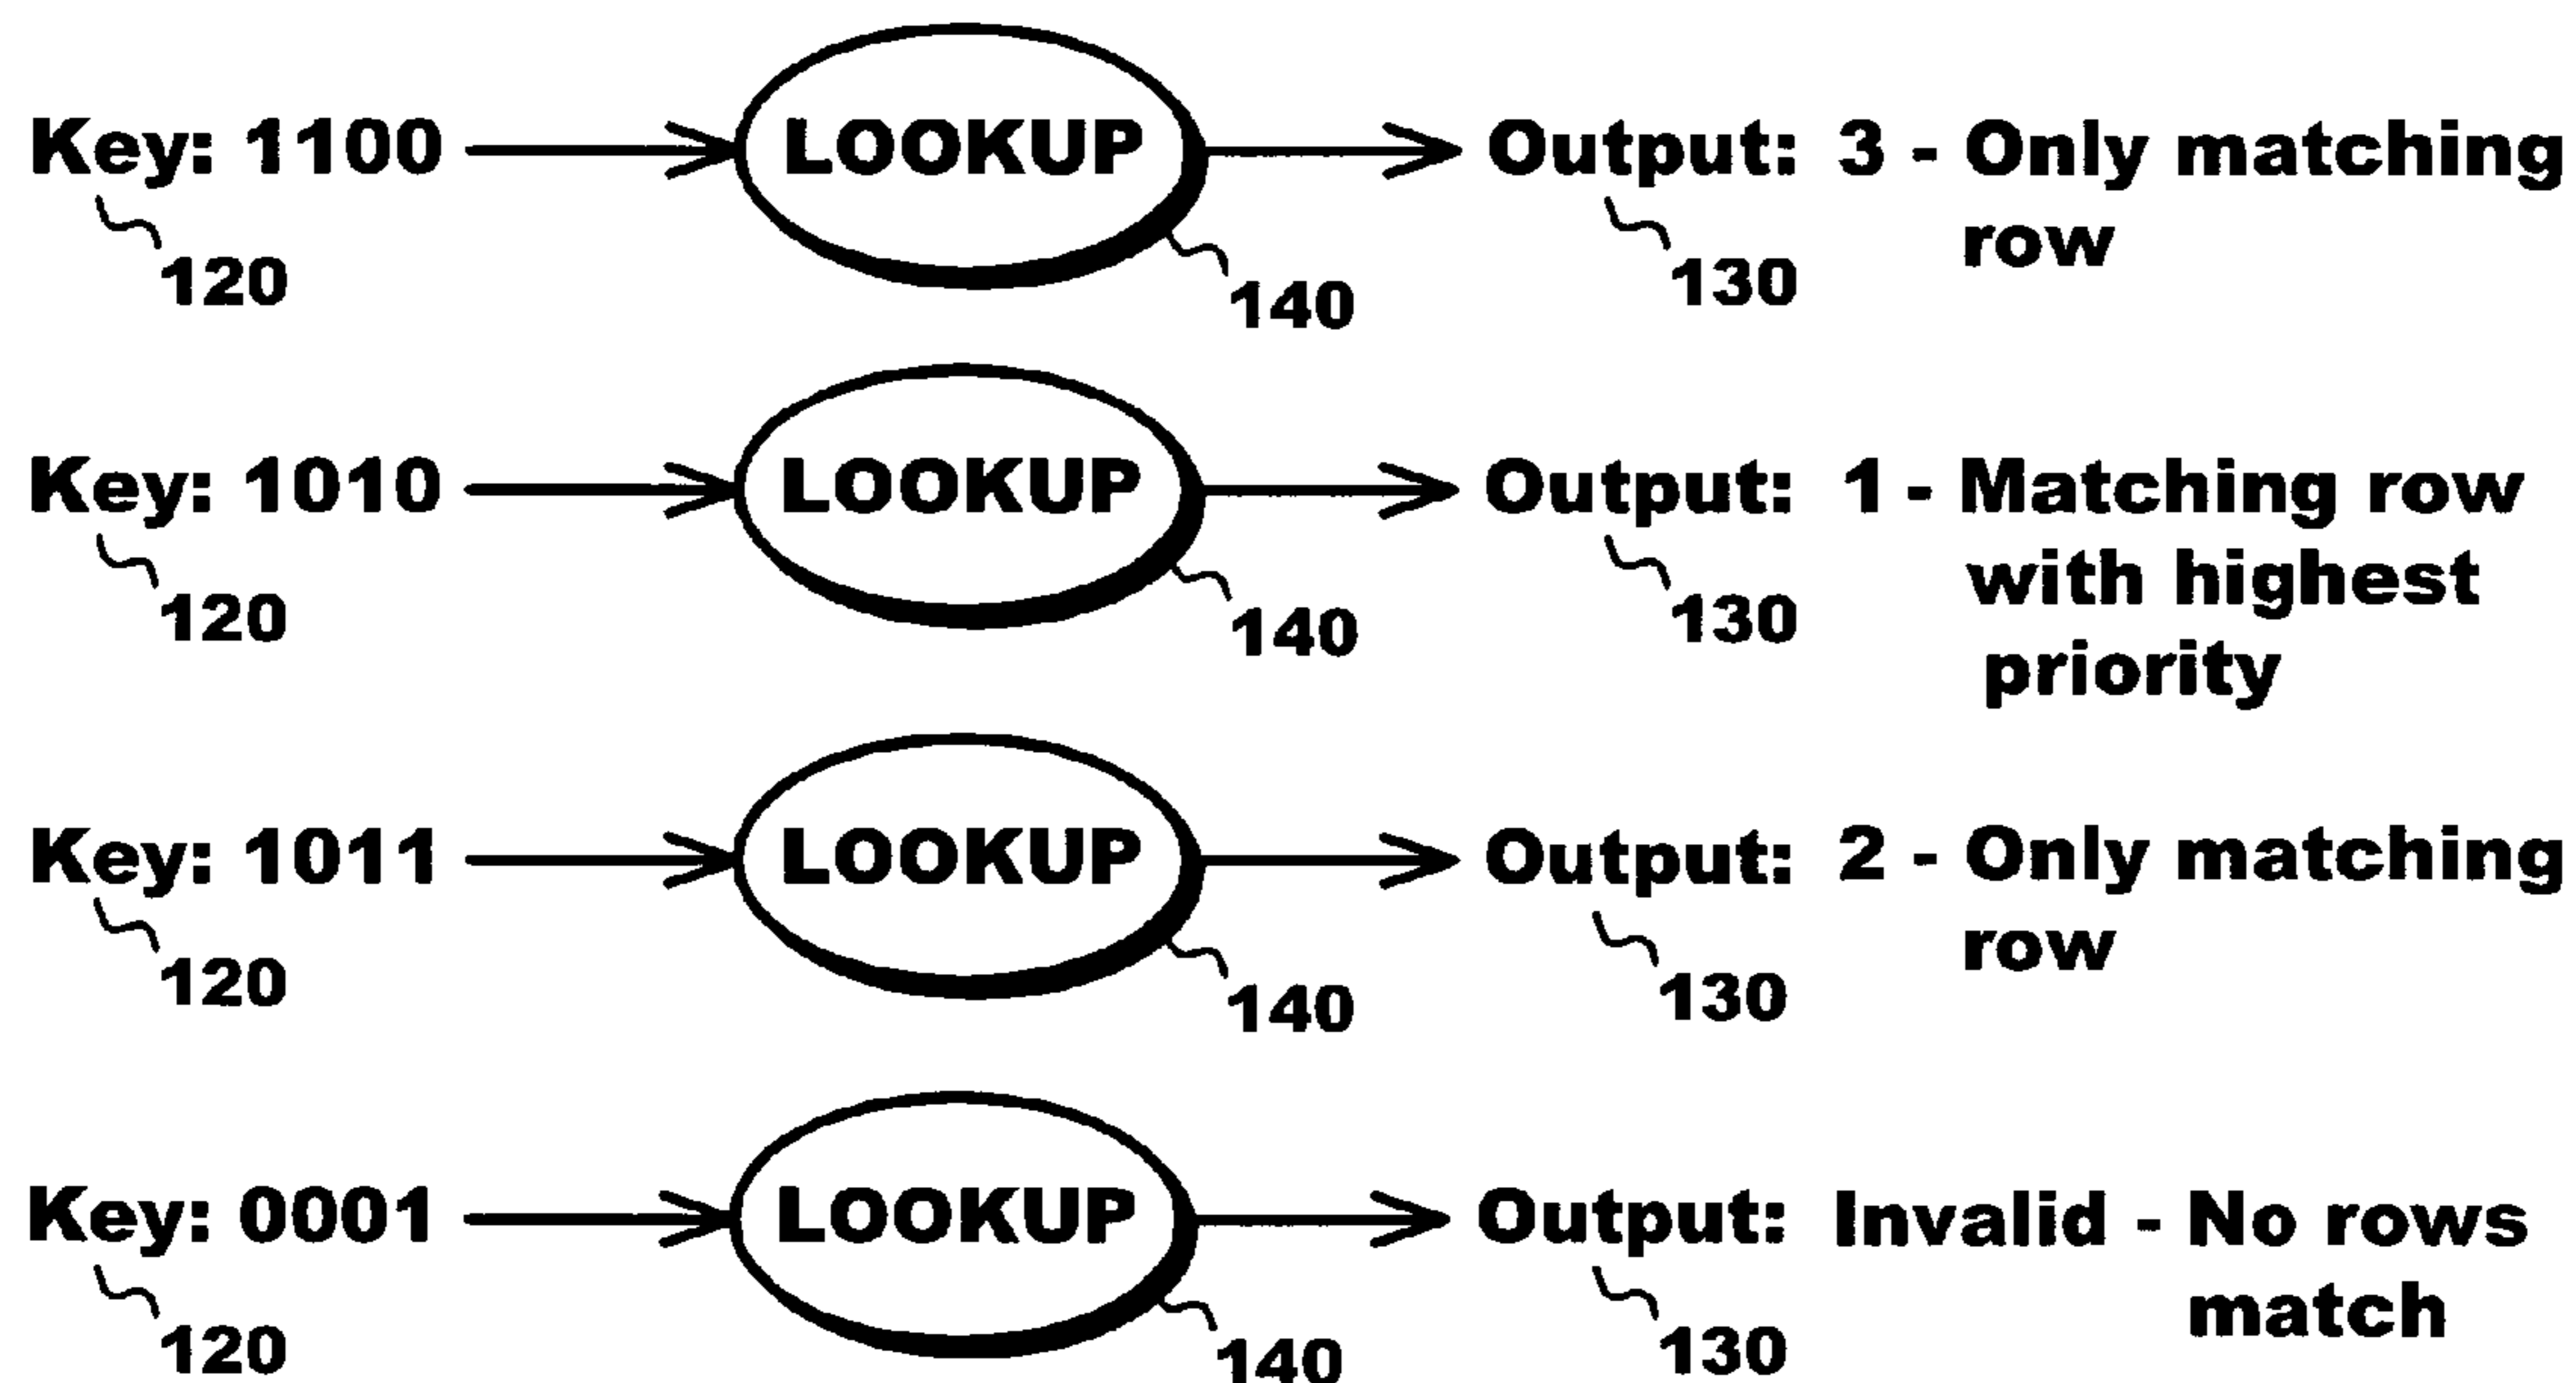 Key: 1100 LOOKUP Output: 3 - Only matching
row
120 140 130
Key: 1010 LOOKUP Output: 1 - Matching row
with highest
priority
120 140 130
Key: 1011 LOOKUP Output: 2 - Only matching
row
120 140 130
Key: 0001 LOOKUP Output: Invalid - No rows
match
120 140 130